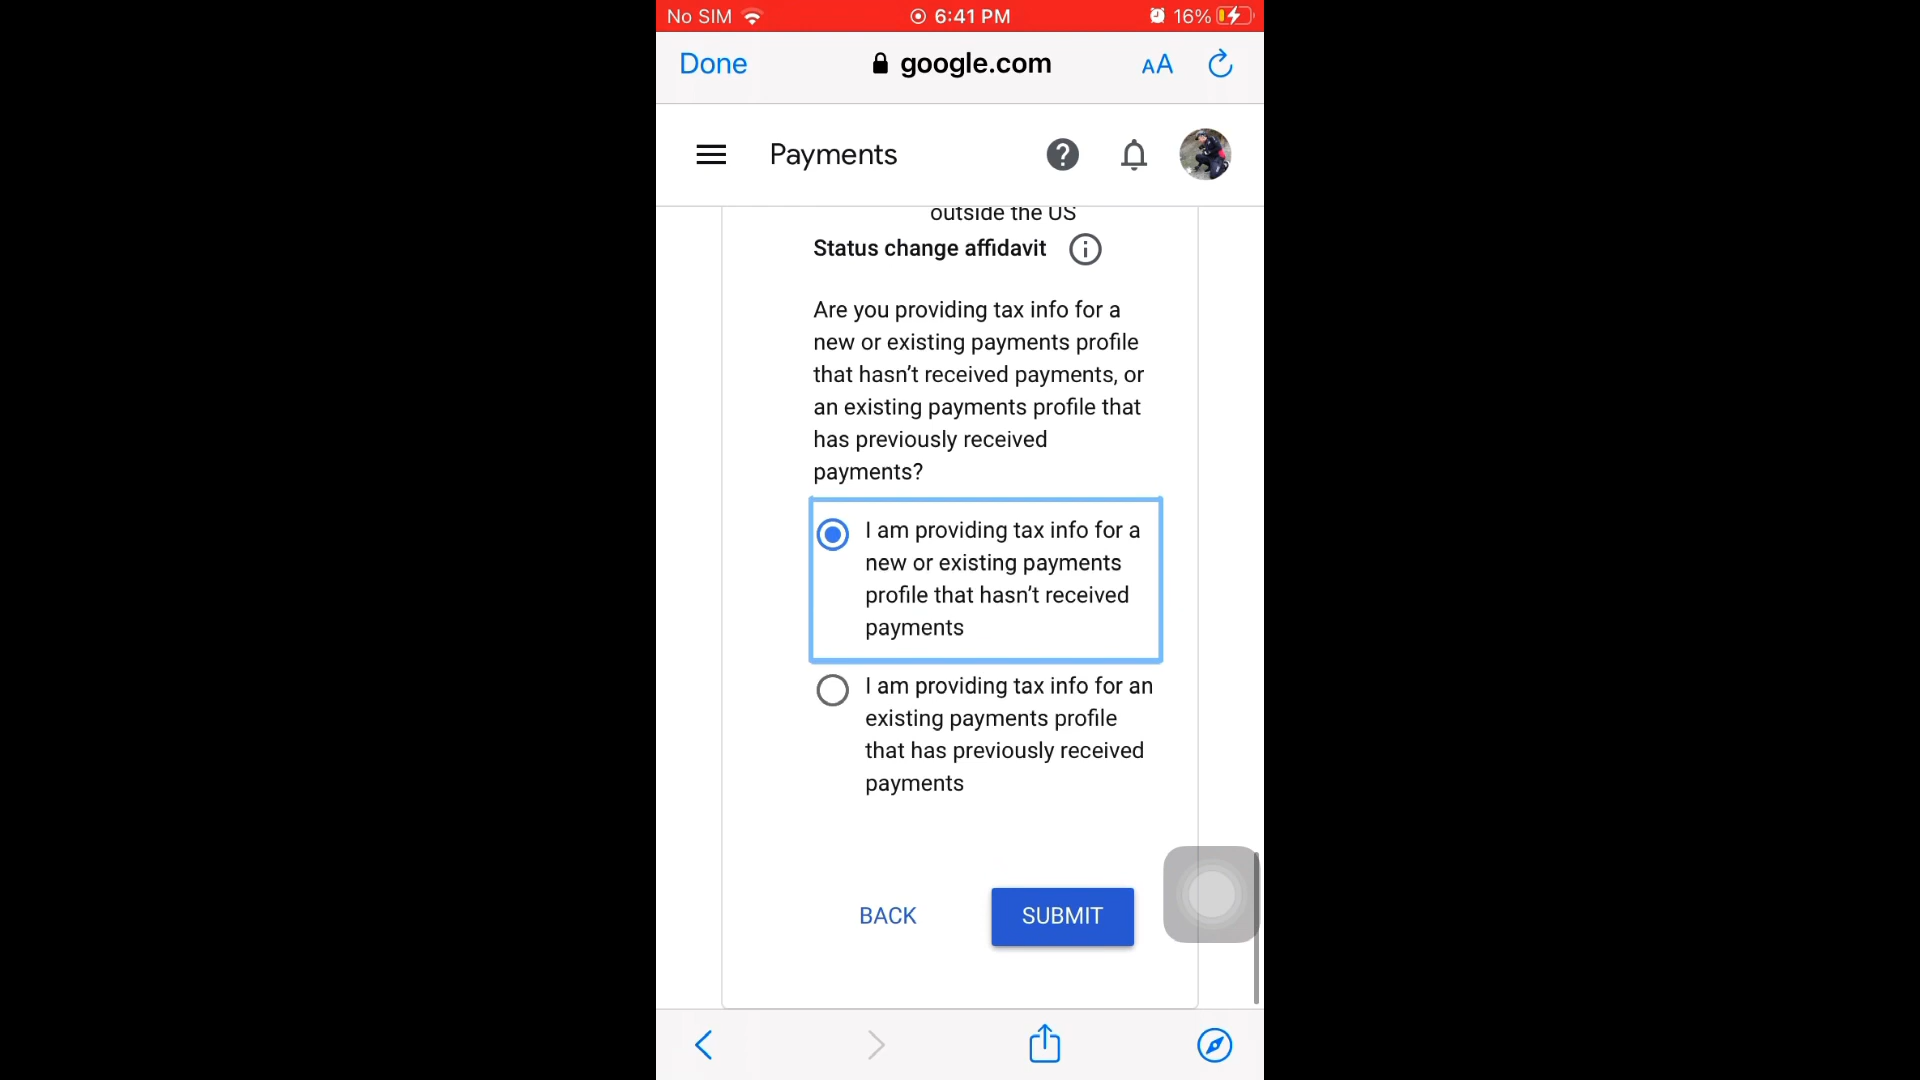 No SIM 6:41 PM 16%
Done google.com AA
Payments
outside the US
Status change affidavit
Are you providing tax info for a
new or existing payments profile
that hasn’t received payments, or
an existing payments profile that
has previously received
payments?
I am providing tax info for a
new or existing payments
profile that hasn’t received
payments
I am providing tax info for an
existing payments profile
that has previously received
payments
BACK SUBMIT